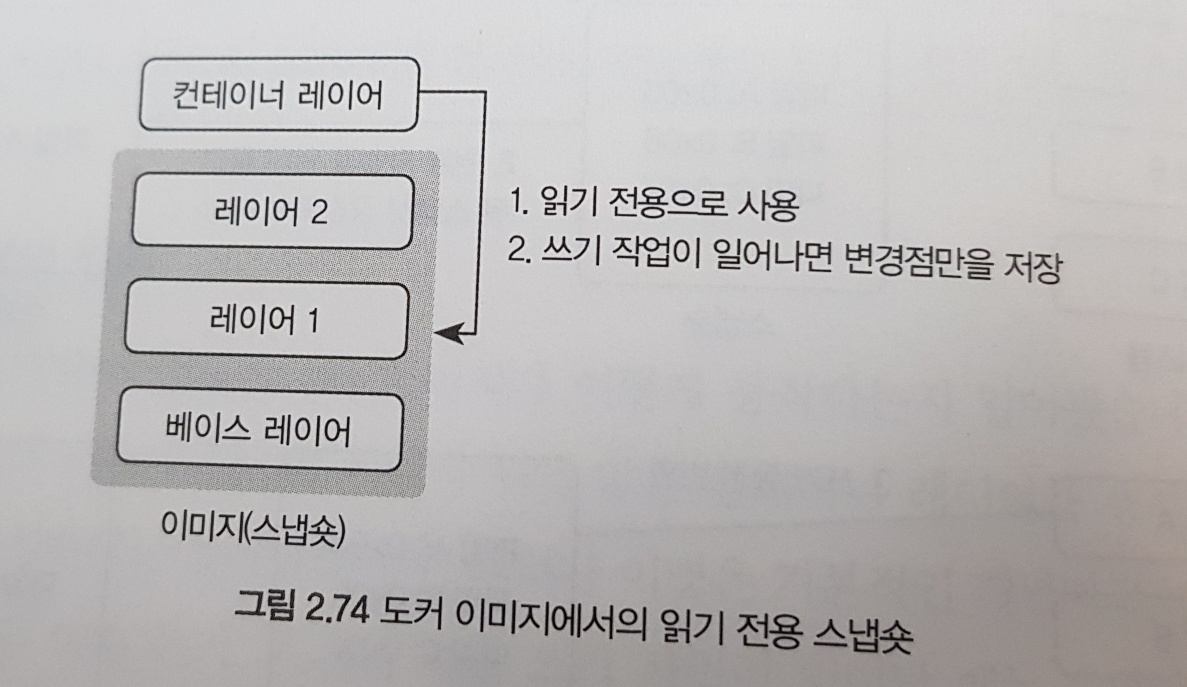 컨테이너 레이어
레이어 2
레이어 1
베이스 레이어
이미지(스냅숏)
1. 읽기 전용으로 사용
2. 쓰기 작업이 일어나면 변경점만을 저장
그림 2.74 도커 이미지에서의 읽기 전용 스냅숏